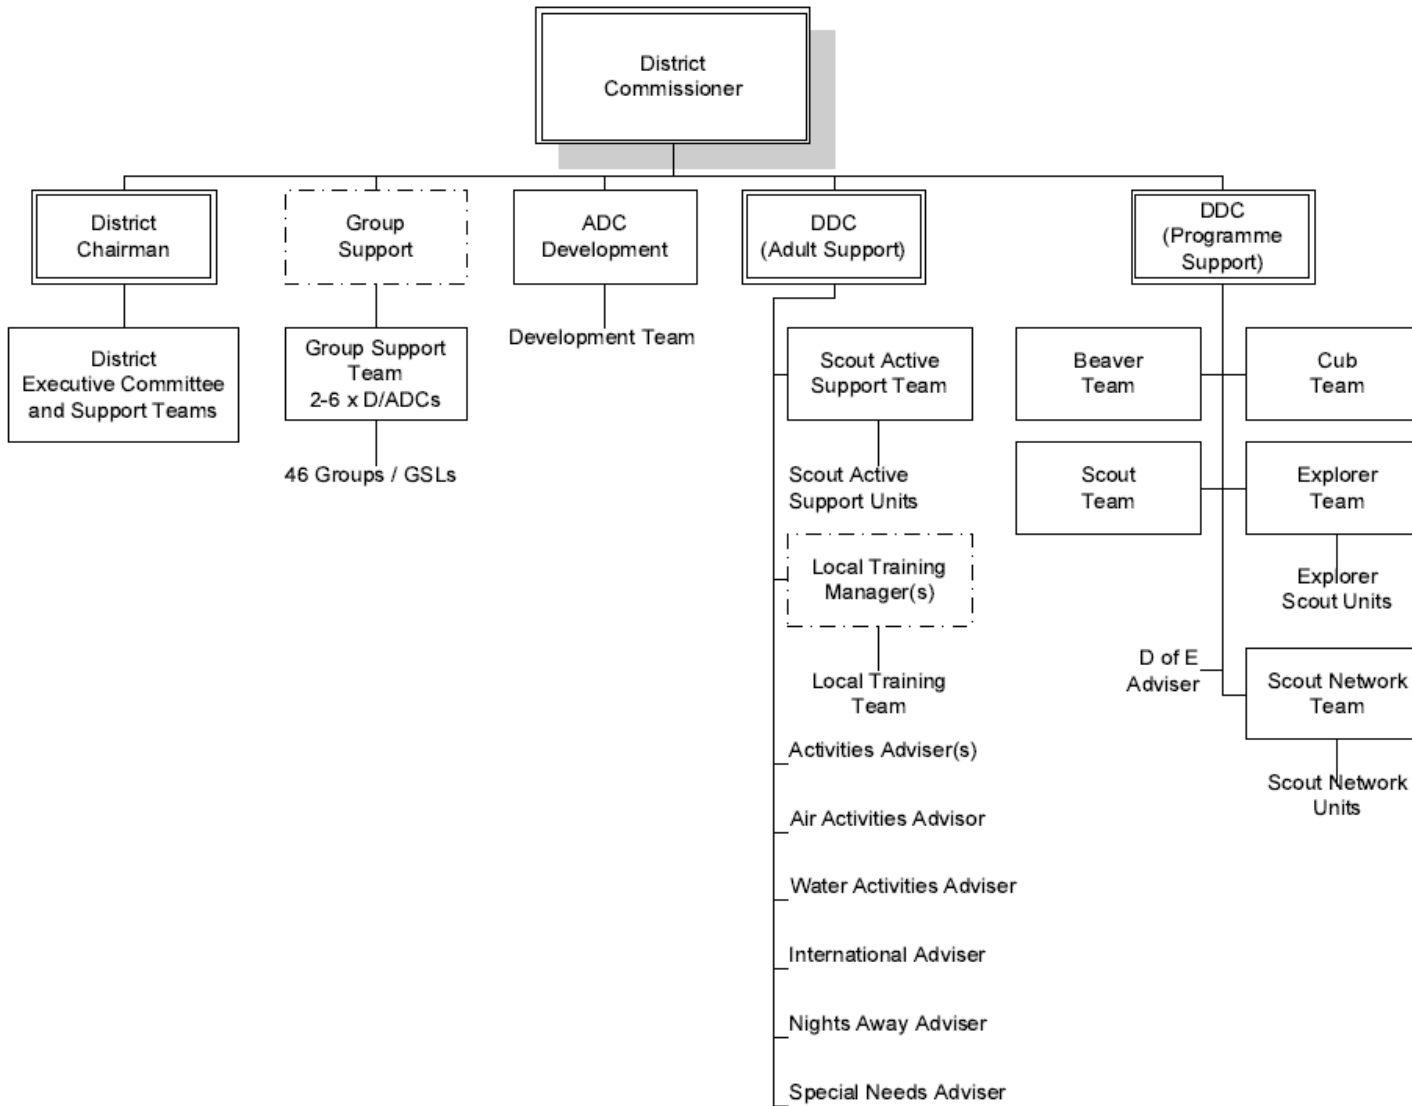 District
Commissioner
District
Chairman
Group
Support
ADC
Development
DDC
(Adult Support)
DDC
(Programme
Support)
District
Executive Committee
and Support Teams
Group Support
Team
2-6 x D/ADCs
46 Groups / GSLs
Development Team
Scout Active
Support Team
Scout Active
Support Units
Local Training
Manager(s)
Local Training
Team
Activities Adviser(s)
Air Activities Advisor
Water Activities Adviser
International Adviser
Nights Away Adviser
Special Needs Adviser
Beaver
Team
Cub
Team
Scout
Team
Explorer
Team
Explorer
Scout Units
D of E
Adviser
Scout Network
Team
Scout Network
Units